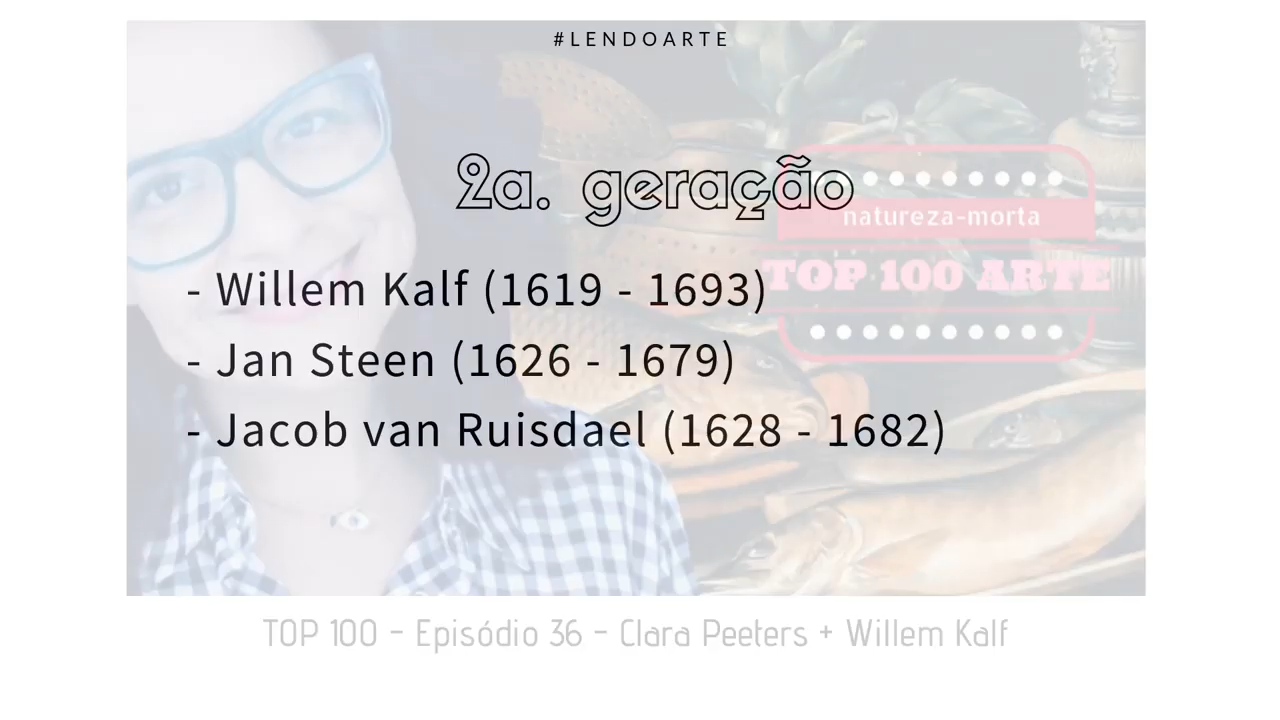 #LENDOARTE
2a. geração
natureza-morta
- Willem Kalf (1619 - 1693)
TOP 100 ARTE
- Jan Steen (1626 - 1679)
- Jacob van Ruisdael (1628 - 1682)
TOP 100 - Episódio 36 - Clara Peeters + Willem Kalf